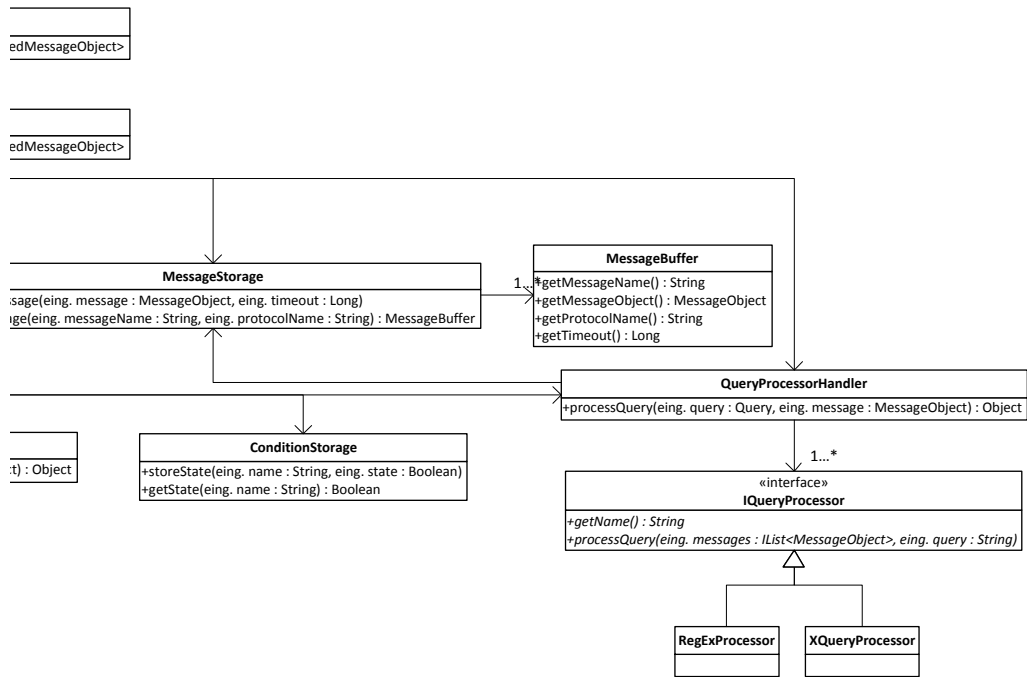 edMessageObject>
edMessageObject>
MessageStorage
ssage(eing. message : MessageObject, eing. timeout : Long)
age(eing. messageName : String, eing. protocolName : String) : MessageBuffer
1...*
MessageBuffer
+getMessageName() : String
+getMessageObject() : MessageObject
+getProtocolName() : String
+getTimeout() : Long
QueryProcessorHandler
+processQuery(eing. query : Query, eing. message : MessageObject) : Object
ct) : Object
ConditionStorage
+storeState(eing. name : String, eing. state : Boolean)
+getState(eing. name : String) : Boolean
1...*
«interface»
IQueryProcessor
+getName() : String
+processQuery(eing. messages : IList<MessageObject>, eing. query : String)
RegExProcessor
XQueryProcessor